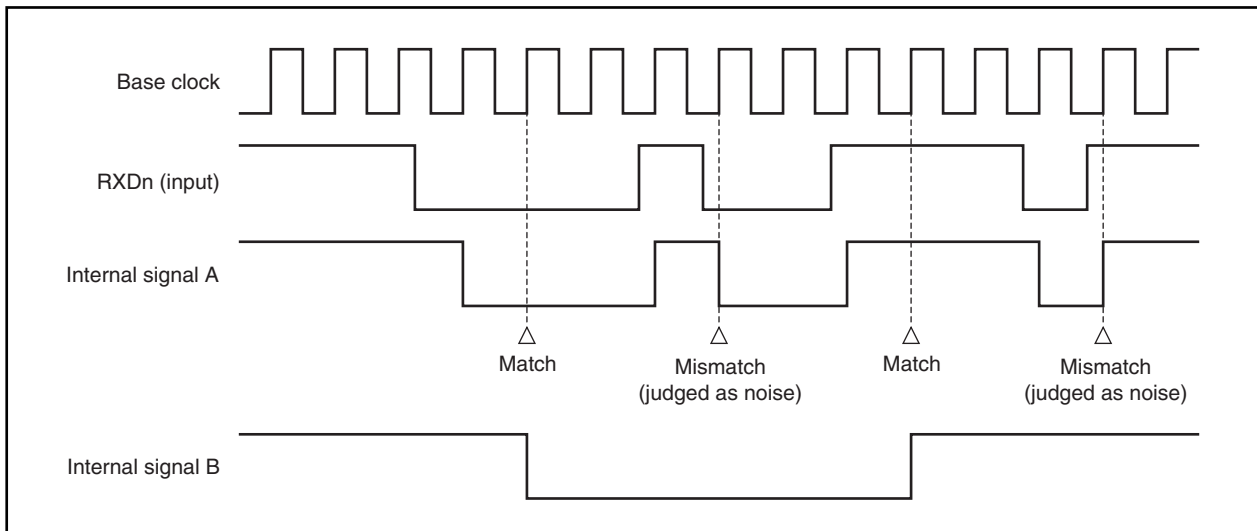 Base clock
RXDn (input)
Internal signal A
Match
Mismatch
(judged as noise)
Match
Mismatch
(judged as noise)
Internal signal B